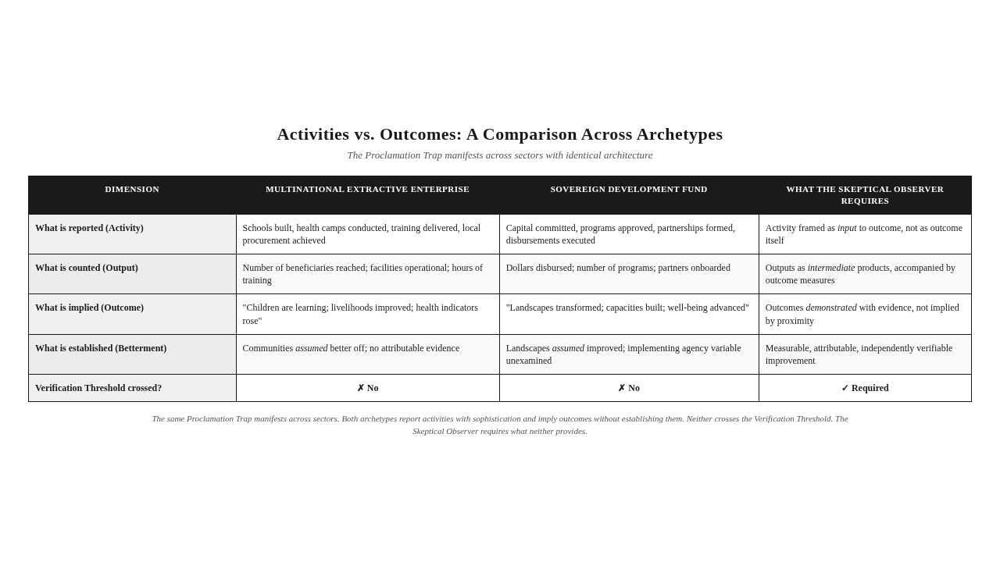 Activities vs. Outcomes: A Comparison Across Archetypes
The Proclamation Trap manifests across sectors with identical architecture
DIMENSION
MULTINATIONAL EXTRACTIVE ENTERPRISE
SOVEREIGN DEVELOPMENT FUND
WHAT THE SKEPTICAL OBSERVER
REQUIRES
What is reported (Activity)
Schools built, health camps conducted, training delivered, local
procurement achieved
Capital committed, programs approved, partnerships formed,
disbursements executed
Activity framed as input to outcome, not as outcome
itself
What is counted (Output)
Number of beneficiaries reached; facilities operational; hours of
training
Dollars disbursed; number of programs; partners onboarded
Outputs as intermediate products, accompanied by
outcome measures
What is implied (Outcome)
"Children are learning; livelihoods improved; health indicators
rose"
"Landscapes transformed; capacities built; well-being advanced"
Outcomes demonstrated with evidence, not implied
by proximity
What is established (Betterment)
Communities assumed better off; no attributable evidence
Landscapes assumed improved; implementing agency variable
unexamined
Measurable, attributable, independently verifiable
improvement
Verification Threshold crossed?
✗ No
✗ No
✓ Required
The same Proclamation Trap manifests across sectors. Both archetypes report activities with sophistication and imply outcomes without establishing them. Neither crosses the Verification Threshold. The
Skeptical Observer requires what neither provides.